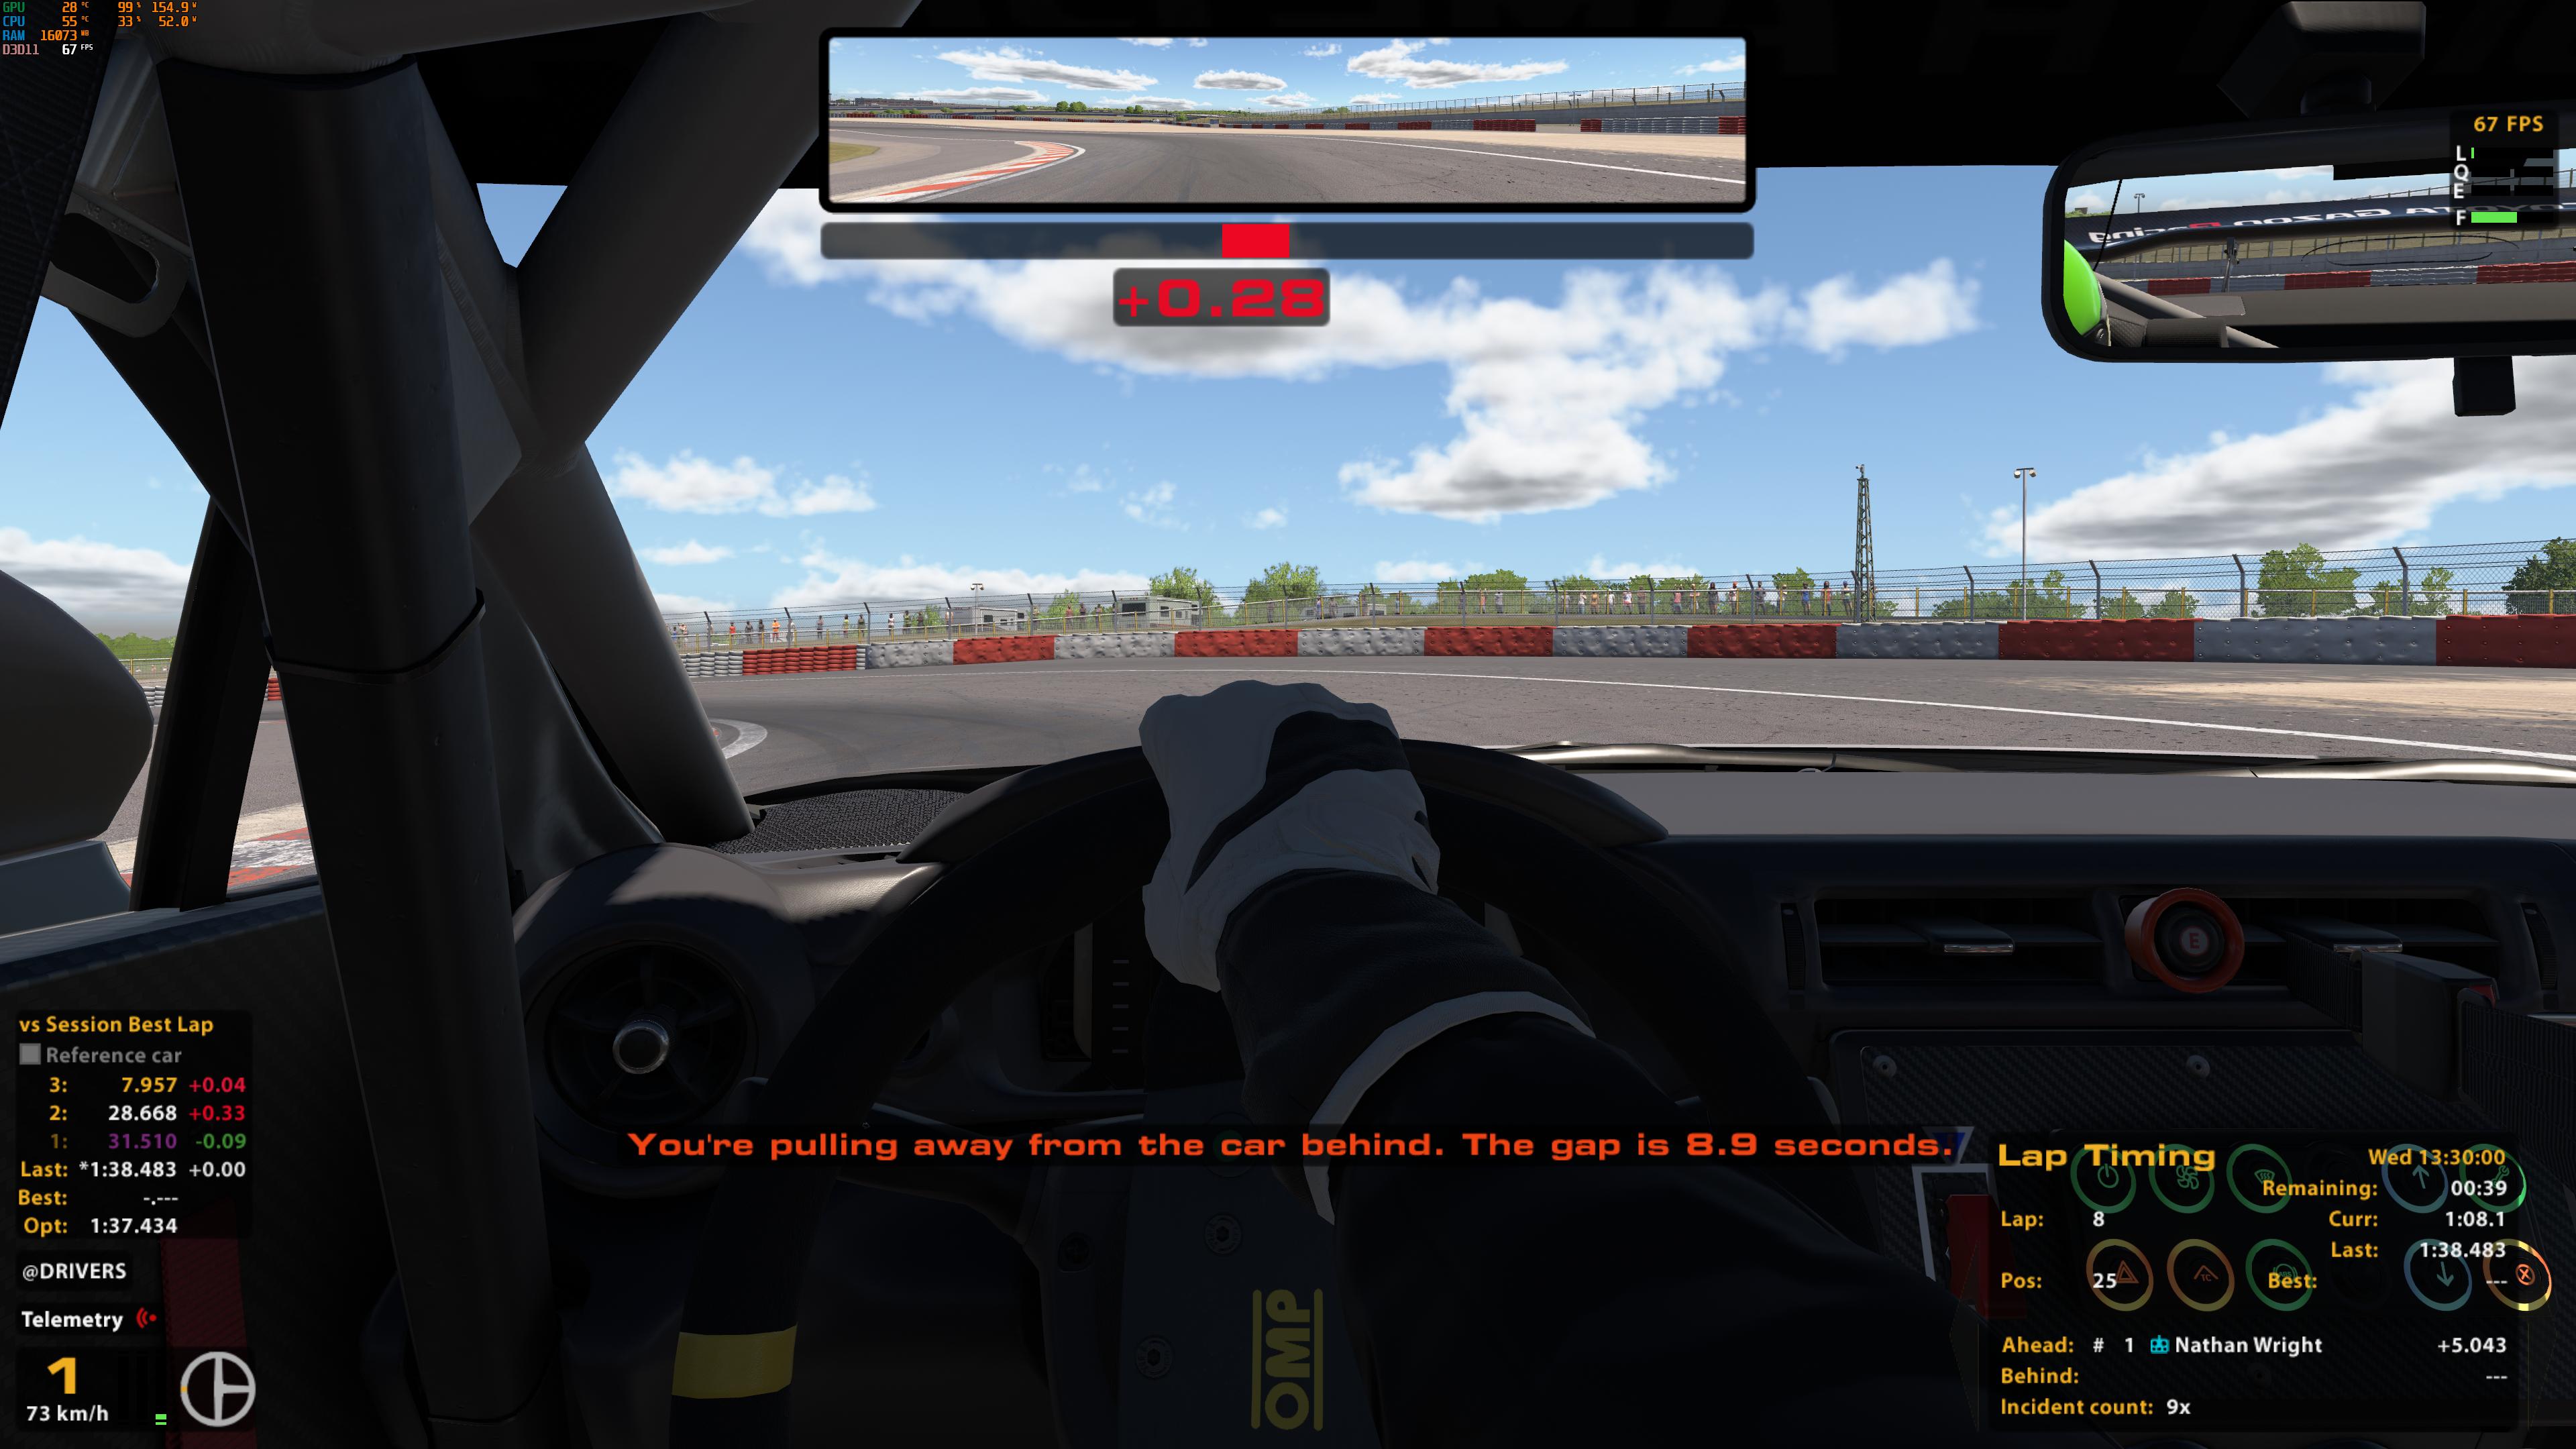 GPU 28 °C 99 % 154.9 W
CPU 55 °C 33 % 52.0 W
RAM 16073 MB
D3D11 67 FPS
67 FPS
L
Q
E
F
TOYOTA GAZOO Racing
+0.28
E
vs Session Best Lap
Reference car
3: 7.957 +0.04
2: 28.668 +0.33
1: 31.510 -0.09
Last: *1:38.483 +0.00
Best: -.---
Opt: 1:37.434
@DRIVERS
Telemetry
1
73 km/h
You're pulling away from the car behind. The gap is 8.9 seconds.
OMP
Lap Timing Wed 13:30:00
Remaining: 00:39
Lap: 8 Curr: 1:08.1
Last: 1:38.483
Pos: 25 Best: ---
TC
Ahead: # 1 Nathan Wright +5.043
Behind: ---
Incident count: 9x